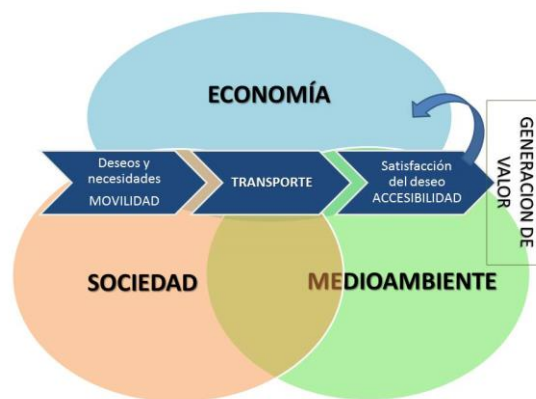 ECONOMÍA
Deseos y
necesidades
MOVILIDAD
TRANSPORTE
Satisfacción
del deseo
ACCESIBILIDAD
GENERACION DE
VALOR
SOCIEDAD
MEDIOAMBIENTE